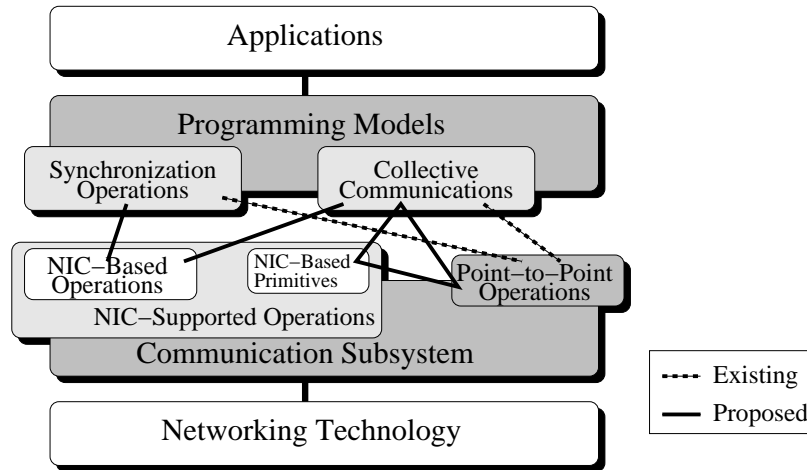 Applications
Programming Models
Synchronization
Operations
Collective
Communications
NIC−Based
Operations
NIC−Based
Primitives
Point−to−Point
Operations
NIC−Supported Operations
Communication Subsystem
Networking Technology
Existing
Proposed